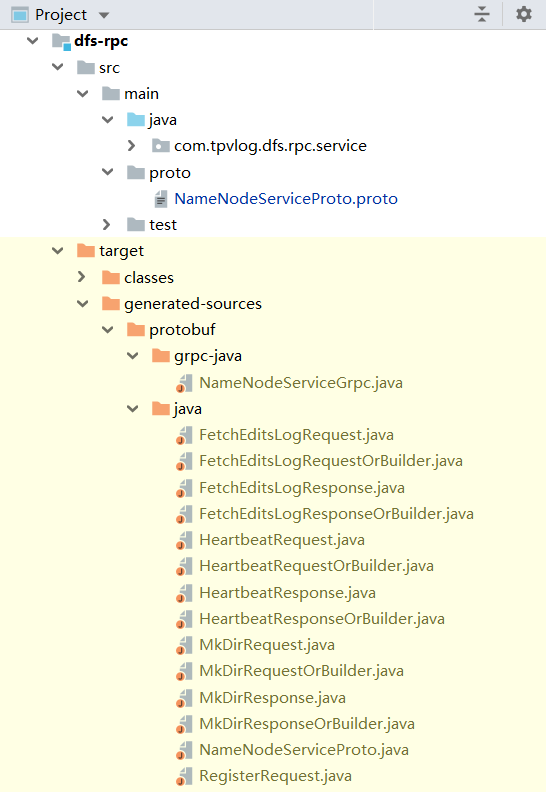 Project
dfs-rpc
src
main
java
com.tpvlog.dfs.rpc.service
proto
NameNodeServiceProto.proto
test
target
classes
generated-sources
protobuf
grpc-java
NameNodeServiceGrpc.java
java
FetchEditsLogRequest.java
FetchEditsLogRequestOrBuilder.java
FetchEditsLogResponse.java
FetchEditsLogResponseOrBuilder.java
HeartbeatRequest.java
HeartbeatRequestOrBuilder.java
HeartbeatResponse.java
HeartbeatResponseOrBuilder.java
MkDirRequest.java
MkDirRequestOrBuilder.java
MkDirResponse.java
MkDirResponseOrBuilder.java
NameNodeServiceProto.java
RegisterRequest.java